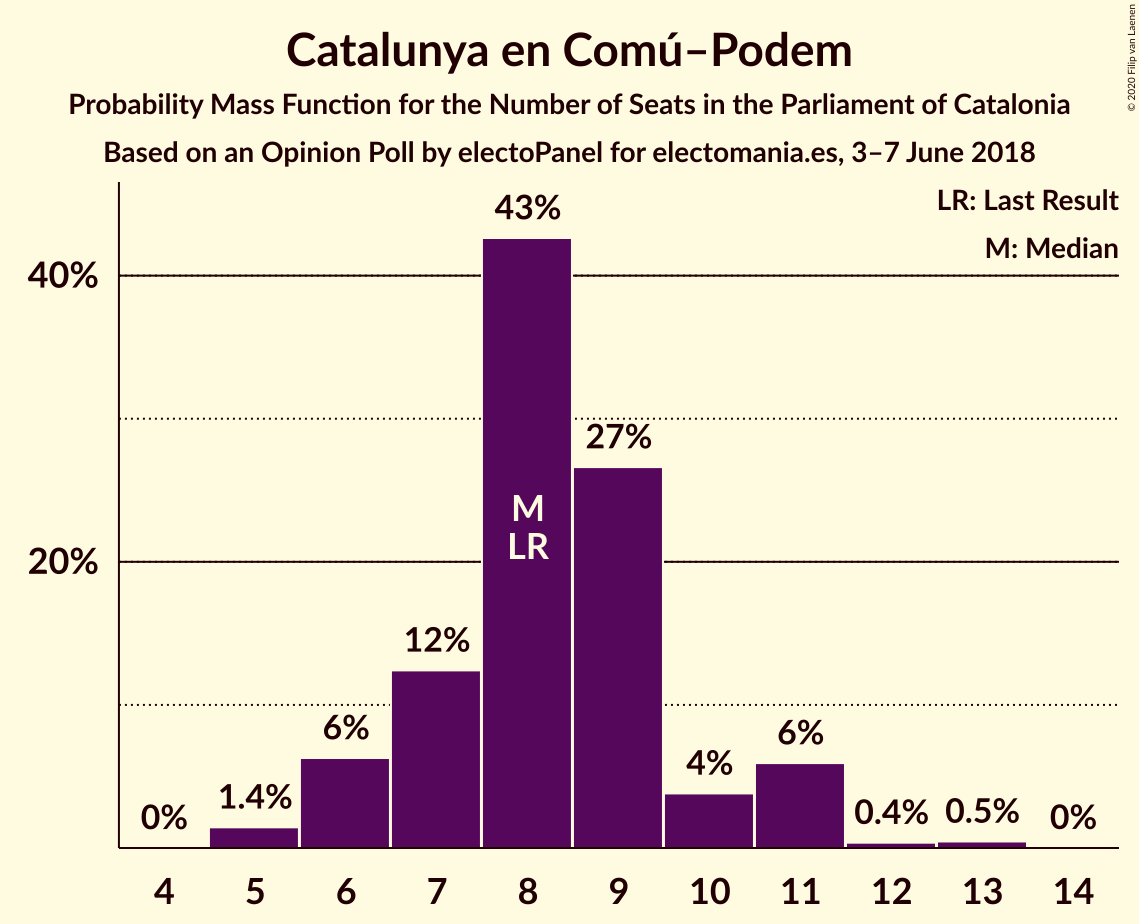 © 2020 Filip van Laenen
Catalunya en Comú–Podem
Probability Mass Function for the Number of Seats in the Parliament of Catalonia
Based on an Opinion Poll by electoPanel for electomania.es, 3–7 June 2018
LR: Last Result
M: Median
43%
40%
27%
M
LR
20%
12%
6%
6%
4%
1.4%
0%
0.4%
0.5%
0%
4 5 6 7 8 9 10 11 12 13 14